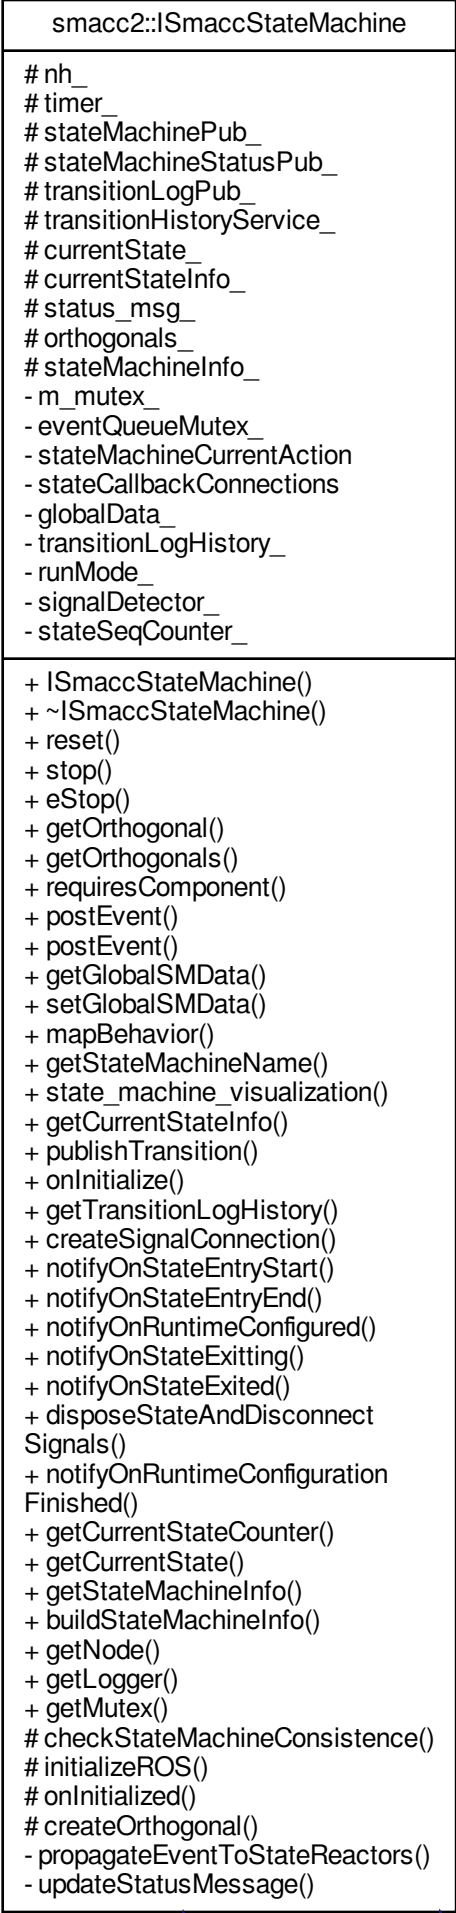 smacc2::ISmaccStateMachine
# nh_
# timer_
# stateMachinePub_
# stateMachineStatusPub_
# transitionLogPub_
# transitionHistoryService_
# currentState_
# currentStateInfo_
# status_msg_
# orthogonals_
# stateMachineInfo_
- m_mutex_
- eventQueueMutex_
- stateMachineCurrentAction
- stateCallbackConnections
- globalData_
- transitionLogHistory_
- runMode_
- signalDetector_
- stateSeqCounter_
+ ISmaccStateMachine()
+ ~ISmaccStateMachine()
+ reset()
+ stop()
+ eStop()
+ getOrthogonal()
+ getOrthogonals()
+ requiresComponent()
+ postEvent()
+ postEvent()
+ getGlobalSMData()
+ setGlobalSMData()
+ mapBehavior()
+ getStateMachineName()
+ state_machine_visualization()
+ getCurrentStateInfo()
+ publishTransition()
+ onInitialize()
+ getTransitionLogHistory()
+ createSignalConnection()
+ notifyOnStateEntryStart()
+ notifyOnStateEntryEnd()
+ notifyOnRuntimeConfigured()
+ notifyOnStateExitting()
+ notifyOnStateExited()
+ disposeStateAndDisconnect
Signals()
+ notifyOnRuntimeConfiguration
Finished()
+ getCurrentStateCounter()
+ getCurrentState()
+ getStateMachineInfo()
+ buildStateMachineInfo()
+ getNode()
+ getLogger()
+ getMutex()
# checkStateMachineConsistence()
# initializeROS()
# onInitialized()
# createOrthogonal()
- propagateEventToStateReactors()
- updateStatusMessage()